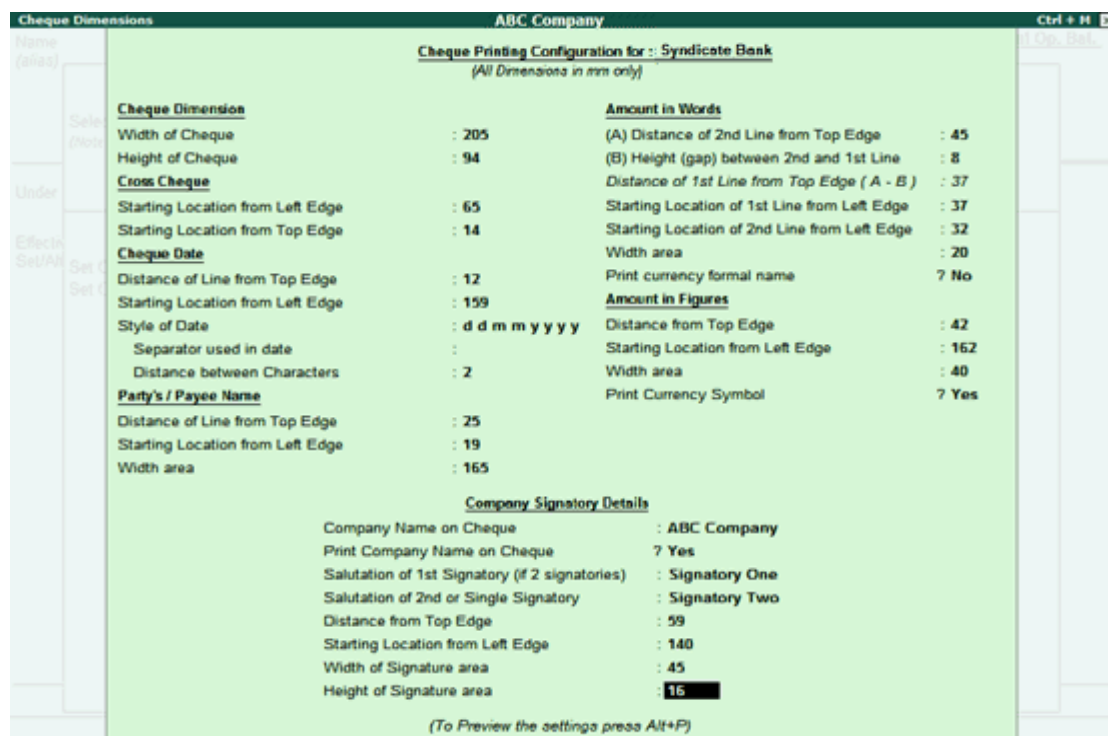 Cheque Dimensions ABC Company Ctrl + M
Name
(alias)
Under
Cheque Printing Configuration for : Syndicate Bank
(All Dimensions in mm only)
Cheque Dimension
Width of Cheque : 205
Height of Cheque : 94
Cross Cheque
Starting Location from Left Edge : 65
Starting Location from Top Edge : 14
Cheque Date
Distance of Line from Top Edge : 12
Starting Location from Left Edge : 159
Style of Date : d d m m y y y y
Separator used in date :
Distance between Characters : 2
Party's / Payee Name
Distance of Line from Top Edge : 25
Starting Location from Left Edge : 19
Width area : 165
Amount in Words
(A) Distance of 2nd Line from Top Edge : 45
(B) Height (gap) between 2nd and 1st Line : 8
Distance of 1st Line from Top Edge ( A - B ) : 37
Starting Location of 1st Line from Left Edge : 37
Starting Location of 2nd Line from Left Edge : 32
Width area : 20
Print currency formal name ? No
Amount in Figures
Distance from Top Edge : 42
Starting Location from Left Edge : 162
Width area : 40
Print Currency Symbol ? Yes
Company Signatory Details
Company Name on Cheque : ABC Company
Print Company Name on Cheque ? Yes
Salutation of 1st Signatory (if 2 signatories) : Signatory One
Salutation of 2nd or Single Signatory : Signatory Two
Distance from Top Edge : 59
Starting Location from Left Edge : 140
Width of Signature area : 45
Height of Signature area : 16
(To Preview the settings press Alt+P)